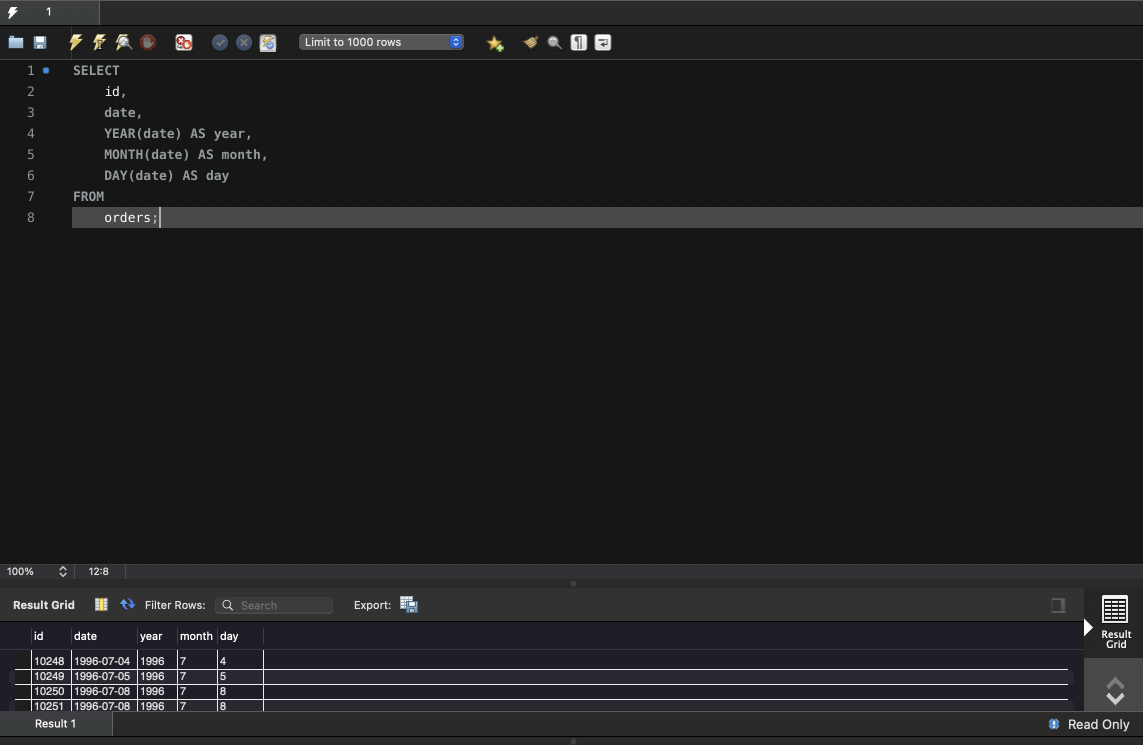 1
Limit to 1000 rows
1 SELECT
2 id,
3 date,
4 YEAR(date) AS year,
5 MONTH(date) AS month,
6 DAY(date) AS day
7 FROM
8 orders;
100% 12:8
Result Grid Filter Rows: Search Export:
id date year month day
10248 1996-07-04 1996 7 4
10249 1996-07-05 1996 7 5
10250 1996-07-08 1996 7 8
10251 1996-07-08 1996 7 8
Result
Grid
Result 1 Read Only